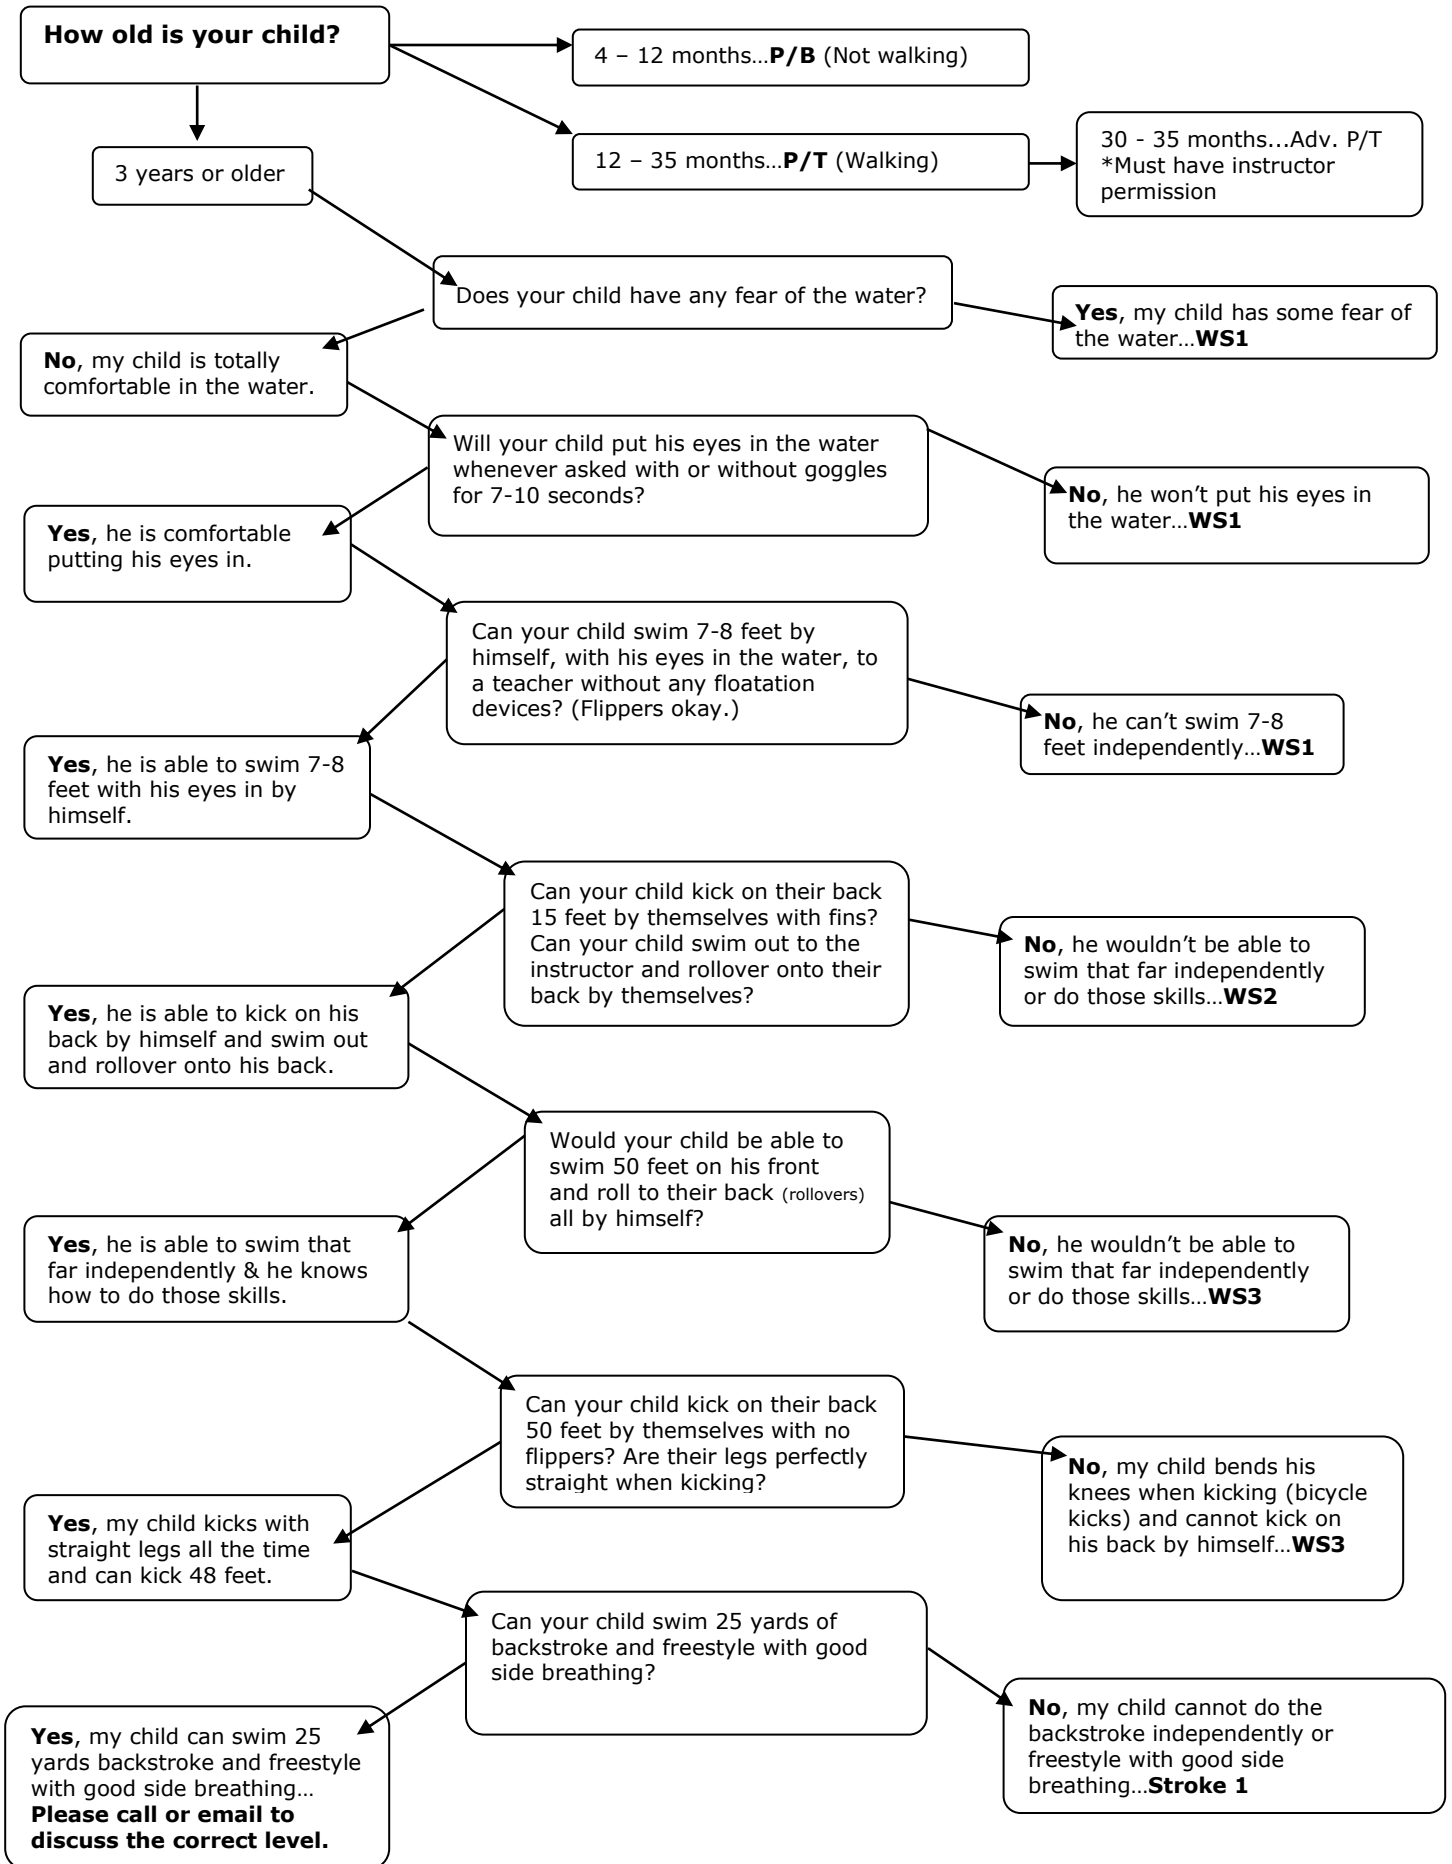 How old is your child?
4 – 12 months…P/B (Not walking)
12 – 35 months…P/T (Walking)
30 - 35 months…Adv. P/T
*Must have instructor
permission
3 years or older
Does your child have any fear of the water?
Yes, my child has some fear of
the water…WS1
No, my child is totally
comfortable in the water.
Will your child put his eyes in the water
whenever asked with or without goggles
for 7-10 seconds?
No, he won’t put his eyes in
the water…WS1
Yes, he is comfortable
putting his eyes in.
Can your child swim 7-8 feet by
himself, with his eyes in the water, to
a teacher without any floatation
devices? (Flippers okay.)
No, he can’t swim 7-8
feet independently…WS1
Yes, he is able to swim 7-8
feet with his eyes in by
himself.
Can your child kick on their back
15 feet by themselves with fins?
Can your child swim out to the
instructor and rollover onto their
back by themselves?
No, he wouldn’t be able to
swim that far independently
or do those skills…WS2
Yes, he is able to kick on his
back by himself and swim out
and rollover onto his back.
Would your child be able to
swim 50 feet on his front
and roll to their back (rollovers)
all by himself?
No, he wouldn’t be able to
swim that far independently
or do those skills…WS3
Yes, he is able to swim that
far independently & he knows
how to do those skills.
Can your child kick on their back
50 feet by themselves with no
flippers? Are their legs perfectly
straight when kicking?
No, my child bends his
knees when kicking (bicycle
kicks) and cannot kick on
his back by himself…WS3
Yes, my child kicks with
straight legs all the time
and can kick 48 feet.
Can your child swim 25 yards of
backstroke and freestyle with good
side breathing?
No, my child cannot do the
backstroke independently or
freestyle with good side
breathing…Stroke 1
Yes, my child can swim 25
yards backstroke and freestyle
with good side breathing…
Please call or email to
discuss the correct level.